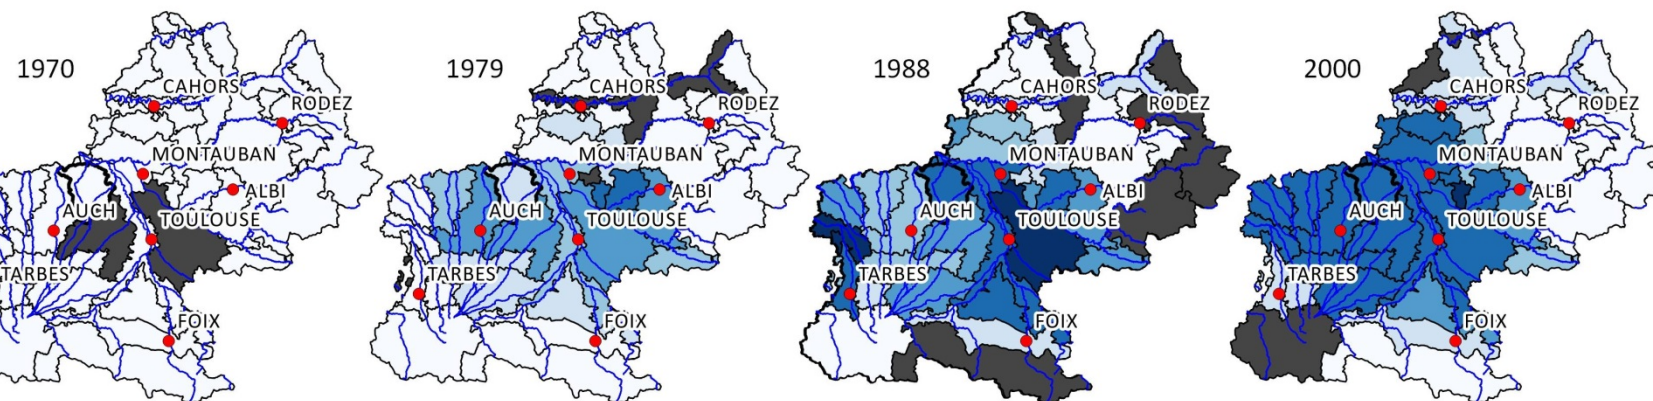 1970
CAHORS
RODEZ
MONTAUBAN
ALBI
AUCH
TOULOUSE
TARBES
FOIX
1979
CAHORS
RODEZ
MONTAUBAN
ALBI
AUCH
TOULOUSE
TARBES
FOIX
1988
CAHORS
RODEZ
MONTAUBAN
ALBI
AUCH
TOULOUSE
TARBES
FOIX
2000
CAHORS
RODEZ
MONTAUBAN
ALBI
AUCH
TOULOUSE
TARBES
FOIX